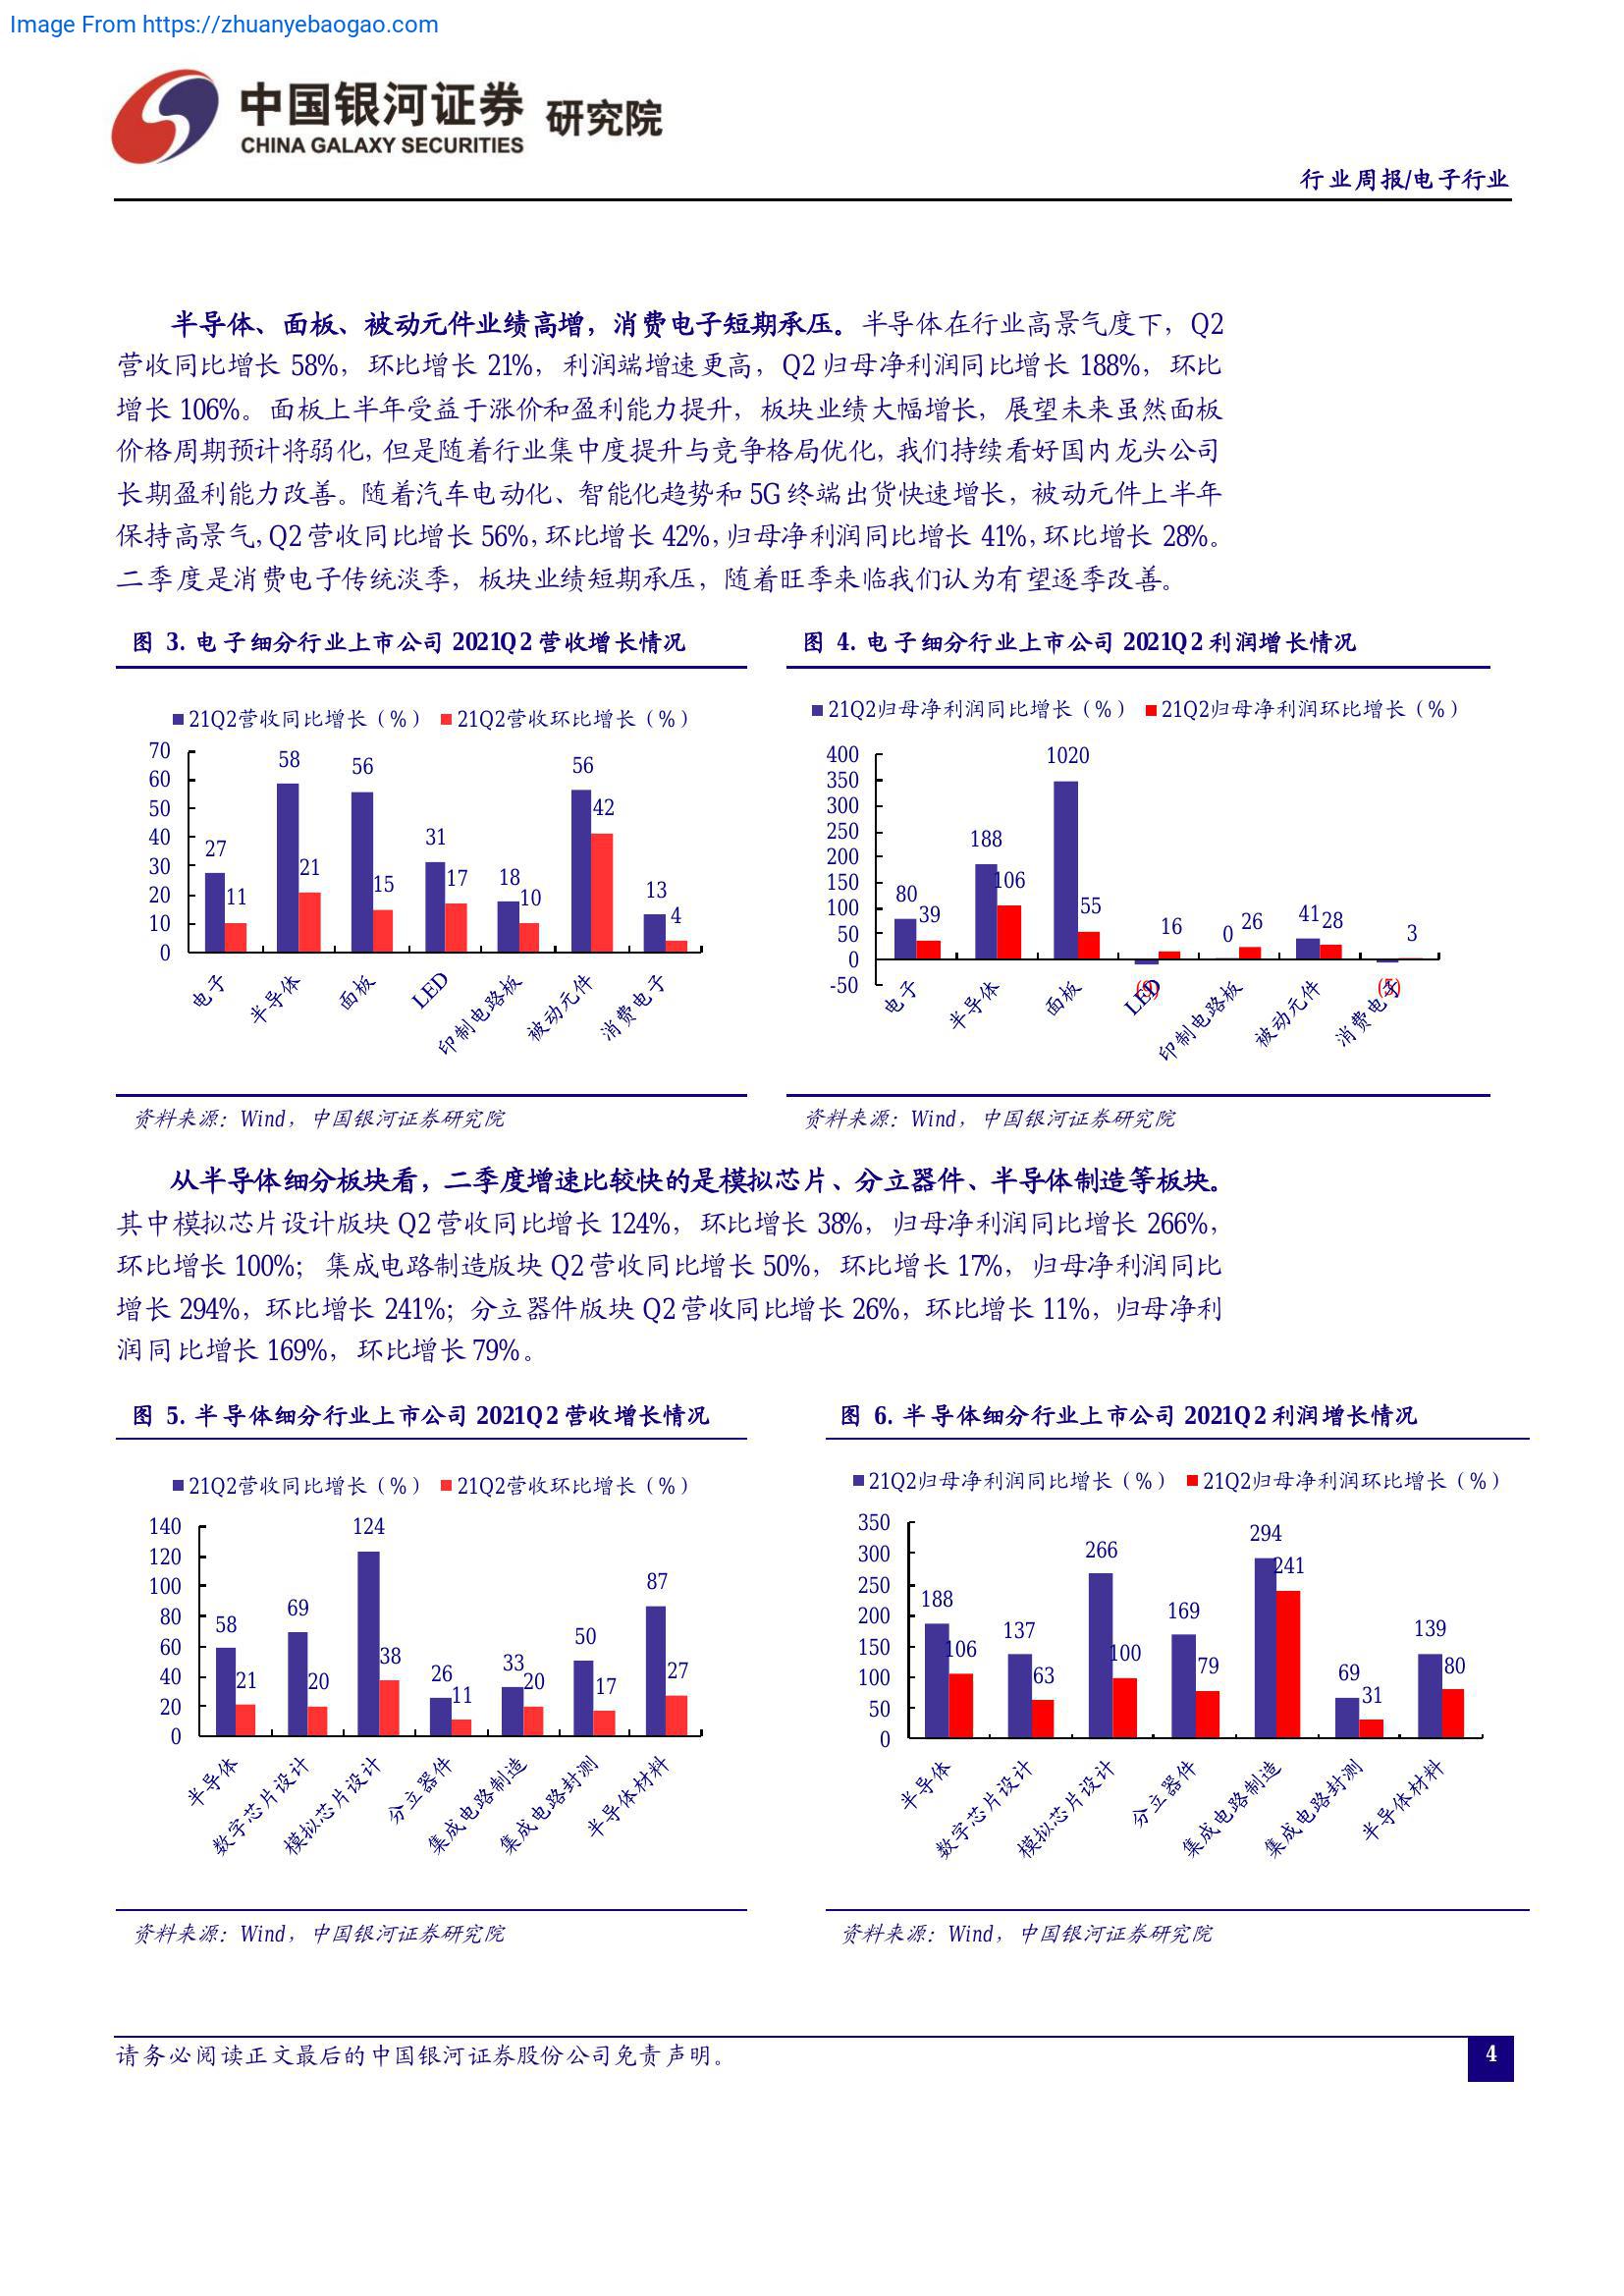 Image From https://zhuanyebaogao.com
中国银河证券 研究院
CHINA GALAXY SECURITIES
行业周报/电子行业
半导体、面板、被动元件业绩高增，消费电子短期承压。半导体在行业高景气度下，Q2
营收同比增长 58%，环比增长 21%，利润端增速更高，Q2 归母净利润同比增长 188%，环比
增长 106%。面板上半年受益于涨价和盈利能力提升，板块业绩大幅增长，展望未来虽然面板
价格周期预计将弱化，但是随着行业集中度提升与竞争格局优化，我们持续看好国内龙头公司
长期盈利能力改善。随着汽车电动化、智能化趋势和 5G 终端出货快速增长，被动元件上半年
保持高景气，Q2 营收同比增长 56%，环比增长 42%，归母净利润同比增长 41%，环比增长 28%。
二季度是消费电子传统淡季，板块业绩短期承压，随着旺季来临我们认为有望逐季改善。
图 3. 电子细分行业上市公司 2021Q2 营收增长情况
21Q2营收同比增长（%） 21Q2营收环比增长（%）
70
60
50
40
30
20
10
0
27 11 58 21 56 15 31 17 18 10 56 42 13 4
电子 半导体 面板 LED 印制电路板 被动元件 消费电子
资料来源：Wind，中国银河证券研究院
图 4. 电子细分行业上市公司 2021Q2 利润增长情况
21Q2归母净利润同比增长（%） 21Q2归母净利润环比增长（%）
400
350
300
250
200
150
100
50
0
-50
80 39 188 106 1020 55 (9) 16 0 26 41 28 (5) 3
电子 半导体 面板 LED 印制电路板 被动元件 消费电子
资料来源：Wind，中国银河证券研究院
从半导体细分板块看，二季度增速比较快的是模拟芯片、分立器件、半导体制造等板块。
其中模拟芯片设计版块 Q2 营收同比增长 124%，环比增长 38%，归母净利润同比增长 266%，
环比增长 100%；集成电路制造版块 Q2 营收同比增长 50%，环比增长 17%，归母净利润同比
增长 294%，环比增长 241%；分立器件版块 Q2 营收同比增长 26%，环比增长 11%，归母净利
润同比增长 169%，环比增长 79%。
图 5. 半导体细分行业上市公司 2021Q2 营收增长情况
21Q2营收同比增长（%） 21Q2营收环比增长（%）
140
120
100
80
60
40
20
0
58 21 69 20 124 38 26 11 33 20 50 17 87 27
半导体 数字芯片设计 模拟芯片设计 分立器件 集成电路制造 集成电路封测 半导体材料
资料来源：Wind，中国银河证券研究院
图 6. 半导体细分行业上市公司 2021Q2 利润增长情况
21Q2归母净利润同比增长（%） 21Q2归母净利润环比增长（%）
350
300
250
200
150
100
50
0
188 106 137 63 266 100 169 79 294 241 69 31 139 80
半导体 数字芯片设计 模拟芯片设计 分立器件 集成电路制造 集成电路封测 半导体材料
资料来源：Wind，中国银河证券研究院
请务必阅读正文最后的中国银河证券股份公司免责声明。
4